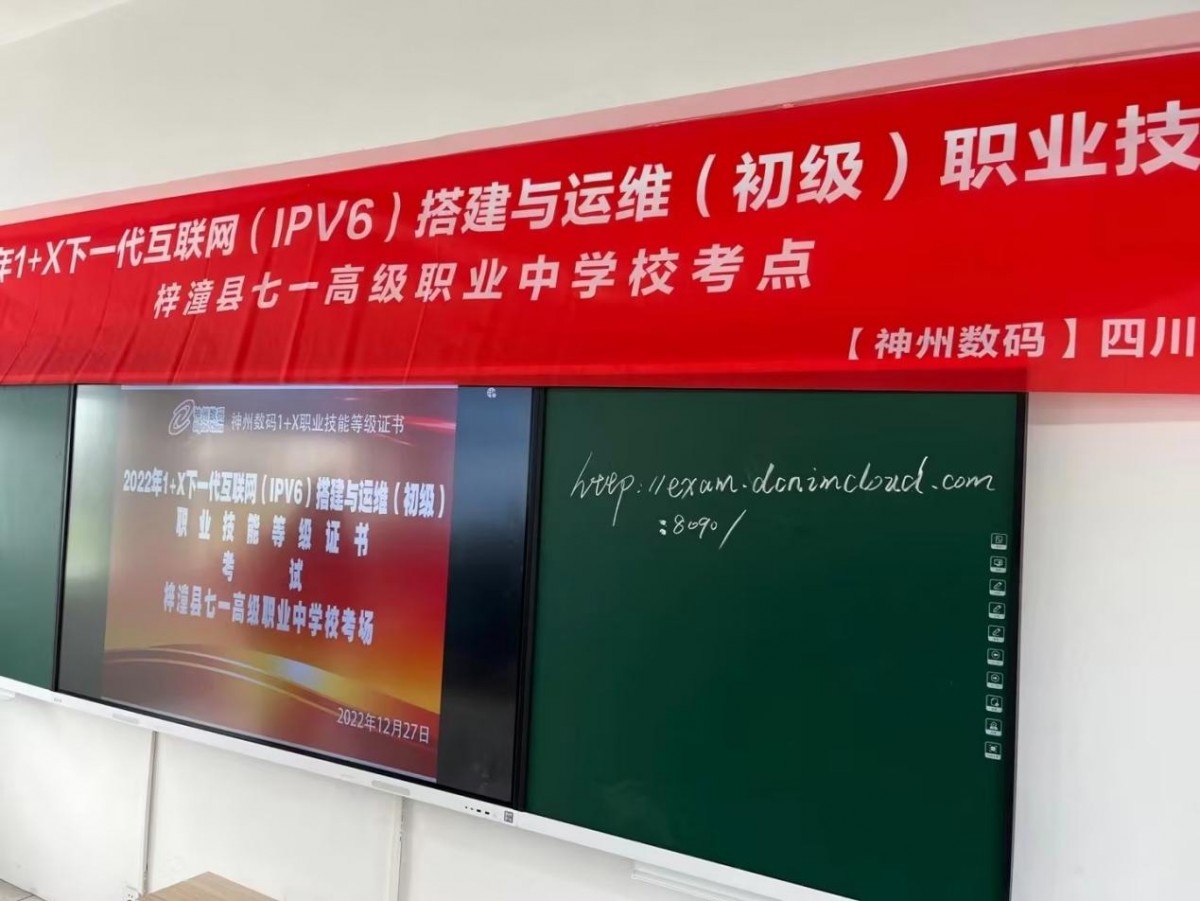 年1+X下一代互联网（IPV6）搭建与运维（初级）职业技
梓潼县七一高级职业中学校考点
【神州数码】四川
神州数码 神州数码1+X职业技能等级证书
2022年1+X下一代互联网（IPV6）搭建与运维（初级）
职业技能等级证书
考试
梓潼县七一高级职业中学校考场
2022年12月27日
http://exam.dcnimcloud.com
:8090/